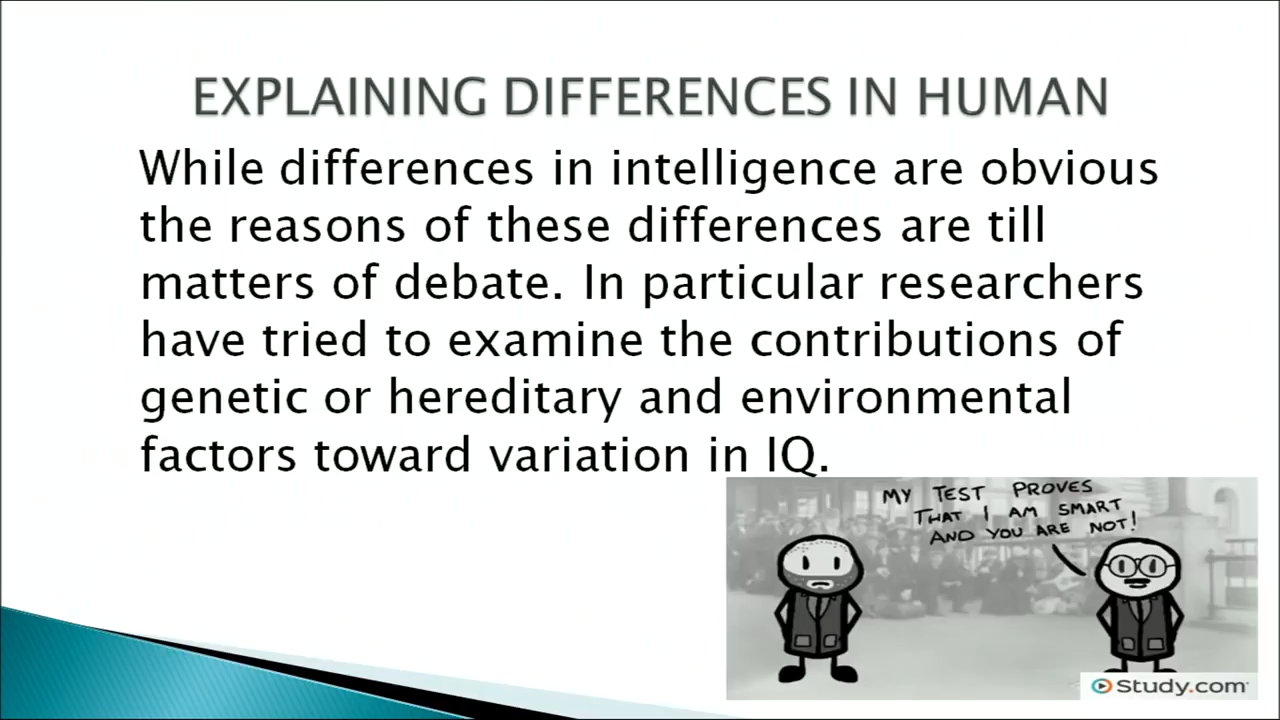 EXPLAINING DIFFERENCES IN HUMAN
While differences in intelligence are obvious
the reasons of these differences are till
matters of debate. In particular researchers
have tried to examine the contributions of
genetic or hereditary and environmental
factors toward variation in IQ.
MY TEST PROVES
THAT I AM SMART
AND YOU ARE NOT!
Study.com